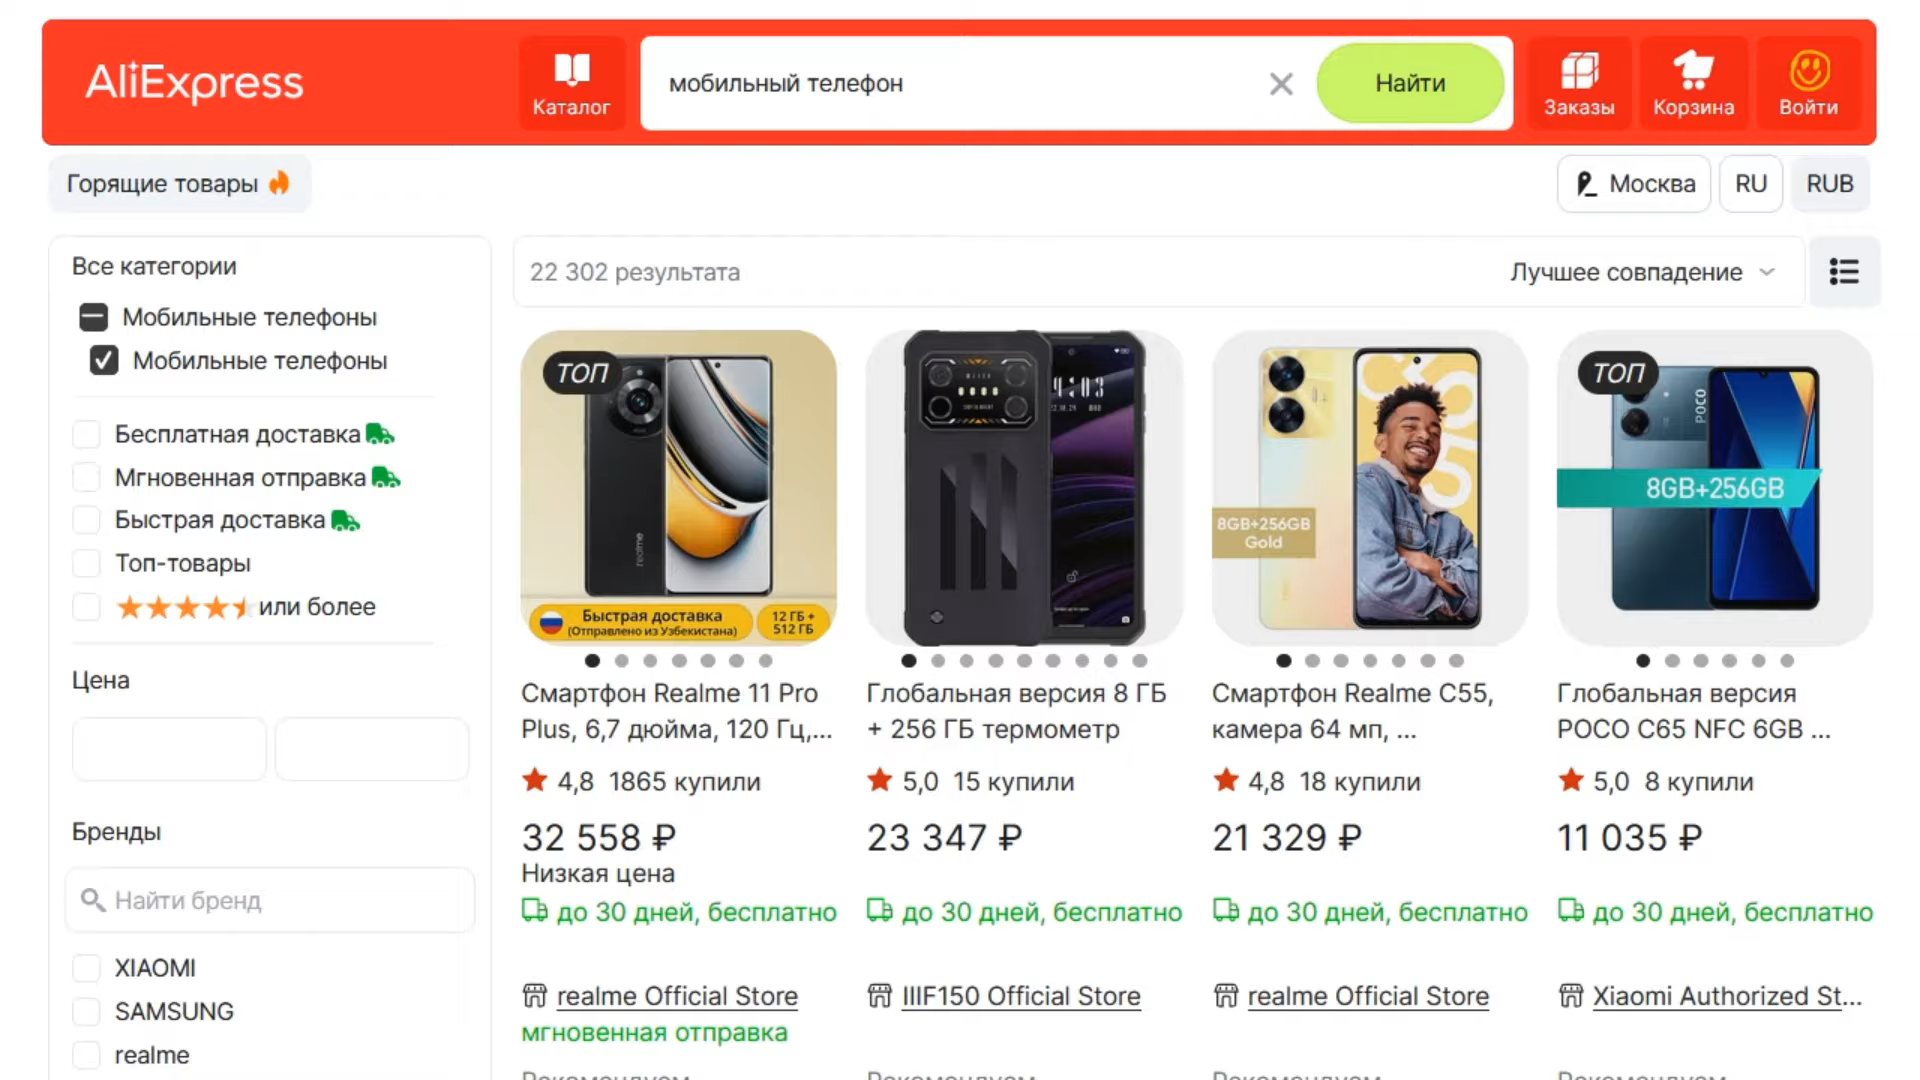 AliExpress
Каталог
мобильный телефон
Найти
Заказы
Корзина
Войти
Горящие товары
Москва
RU
RUB
Все категории
Мобильные телефоны
Мобильные телефоны
Бесплатная доставка
Мгновенная отправка
Быстрая доставка
Топ-товары
или более
Цена
Бренды
Найти бренд
XIAOMI
SAMSUNG
realme
22 302 результата
Лучшее совпадение
ТОП
realme
Быстрая доставка
(Отправлено из Узбекистана)
12 ГБ +
512 ГБ
Смартфон Realme 11 Pro
Plus, 6,7 дюйма, 120 Гц,...
4,8 1865 купили
32 558 ₽
Низкая цена
до 30 дней, бесплатно
realme Official Store
мгновенная отправка
Рекомендуем
Глобальная версия 8 ГБ
+ 256 ГБ термометр
5,0 15 купили
23 347 ₽
до 30 дней, бесплатно
IIIF150 Official Store
Рекомендуем
8GB+256GB
Gold
Смартфон Realme C55,
камера 64 мп, ...
4,8 18 купили
21 329 ₽
до 30 дней, бесплатно
realme Official Store
Рекомендуем
ТОП
POCO
8GB+256GB
Глобальная версия
POCO C65 NFC 6GB ...
5,0 8 купили
11 035 ₽
до 30 дней, бесплатно
Xiaomi Authorized St...
Рекомендуем